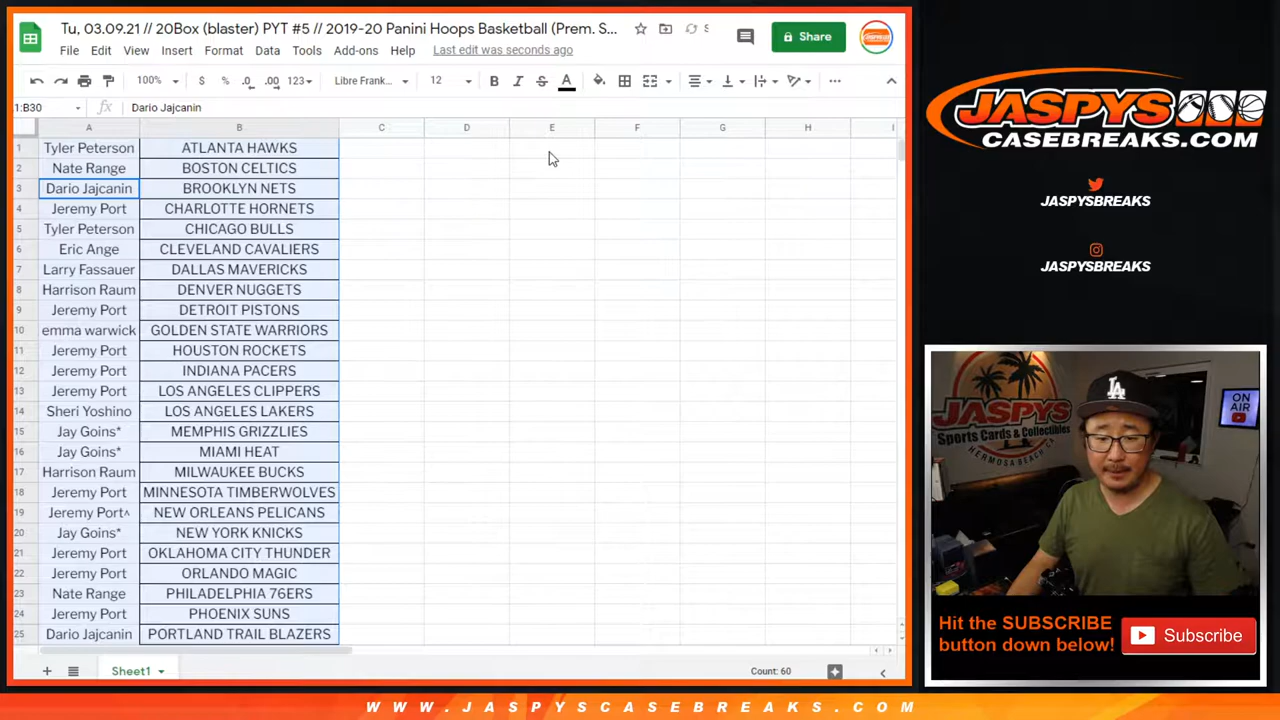 Tu, 03.09.21 // 20Box (blaster) PYT #5 // 2019-20 Panini Hoops Basketball (Prem. S...
File Edit View Insert Format Data Tools Add-ons Help Last edit was seconds ago
Share
100% $ % .0 .00 123 Libre Frank... 12 B I S A
1:B30 fx Dario Jajcanin
A B C D E F G H I
1 Tyler Peterson ATLANTA HAWKS
2 Nate Range BOSTON CELTICS
3 Dario Jajcanin BROOKLYN NETS
4 Jeremy Port CHARLOTTE HORNETS
5 Tyler Peterson CHICAGO BULLS
6 Eric Ange CLEVELAND CAVALIERS
7 Larry Fassauer DALLAS MAVERICKS
8 Harrison Raum DENVER NUGGETS
9 Jeremy Port DETROIT PISTONS
10 emma warwick GOLDEN STATE WARRIORS
11 Jeremy Port HOUSTON ROCKETS
12 Jeremy Port INDIANA PACERS
13 Jeremy Port LOS ANGELES CLIPPERS
14 Sheri Yoshino LOS ANGELES LAKERS
15 Jay Goins* MEMPHIS GRIZZLIES
16 Jay Goins* MIAMI HEAT
17 Harrison Raum MILWAUKEE BUCKS
18 Jeremy Port MINNESOTA TIMBERWOLVES
19 Jeremy Port^ NEW ORLEANS PELICANS
20 Jay Goins* NEW YORK KNICKS
21 Jeremy Port OKLAHOMA CITY THUNDER
22 Jeremy Port ORLANDO MAGIC
23 Nate Range PHILADELPHIA 76ERS
24 Jeremy Port PHOENIX SUNS
25 Dario Jajcanin PORTLAND TRAIL BLAZERS
Sheet1
Count: 60
JASPYS
CASEBREAKS.COM
JASPYSBREAKS
JASPYSBREAKS
JASPYS
Sports Cards & Collectibles
HERMOSA BEACH
LA
ON
AIR
Hit the SUBSCRIBE
button down below!
Subscribe
WWW.JASPYSCASEBREAKS.COM